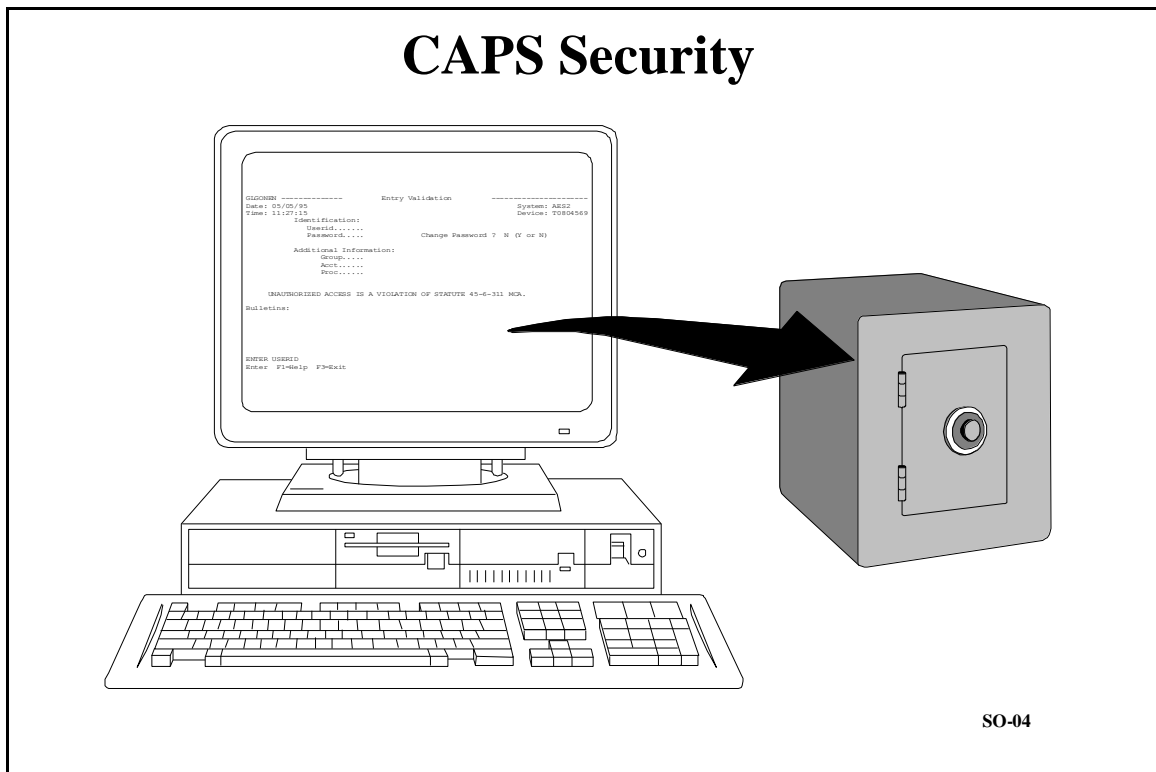 CAPS Security
GLSGN0EN -------------- Entry Validation ----------------------
Date: 05/05/95 System: AES2
Time: 11:27:15 Device: T0804569
Identification:
Userid.......
Password..... Change Password ? N (Y or N)
Additional Information:
Group.....
Acct......
Proc......
UNAUTHORIZED ACCESS IS A VIOLATION OF STATUTE 45-6-311 MCA.
Bulletins:
ENTER USERID
Enter F1=Help F3=Exit
SO-04